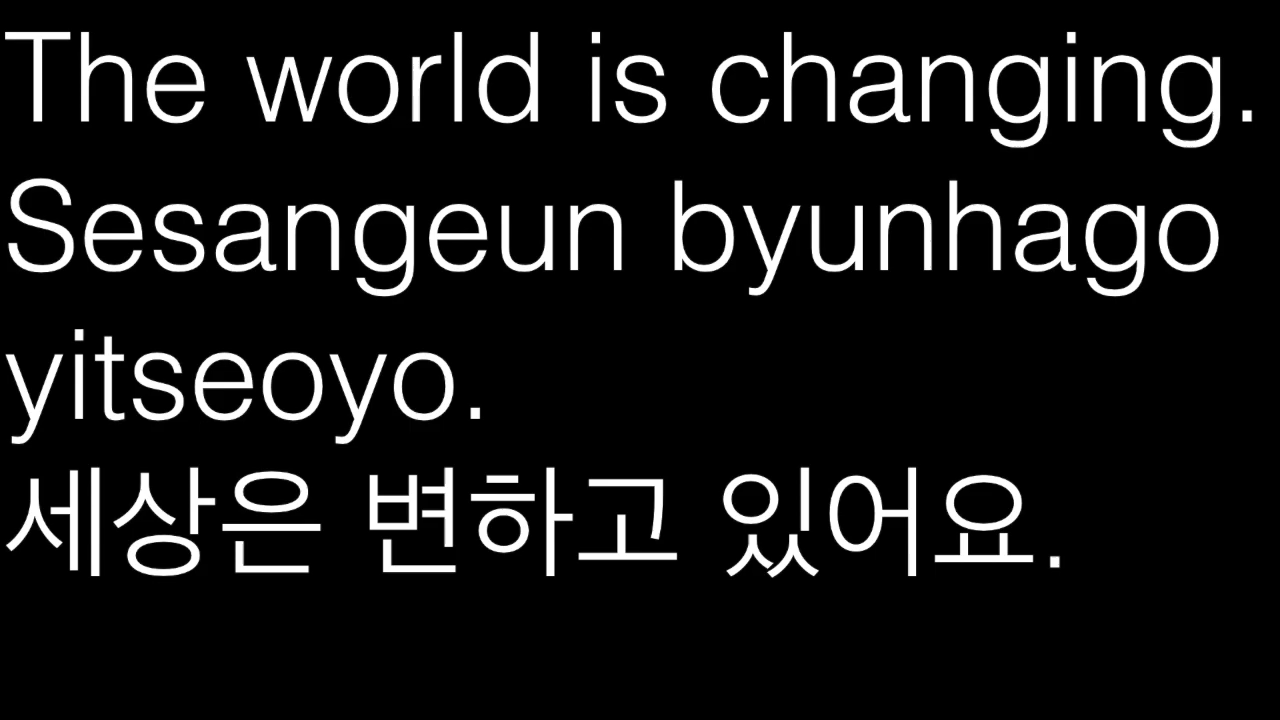 The world is changing.
Sesangeun byunhago
yitseoyo.
세상은 변하고 있어요.